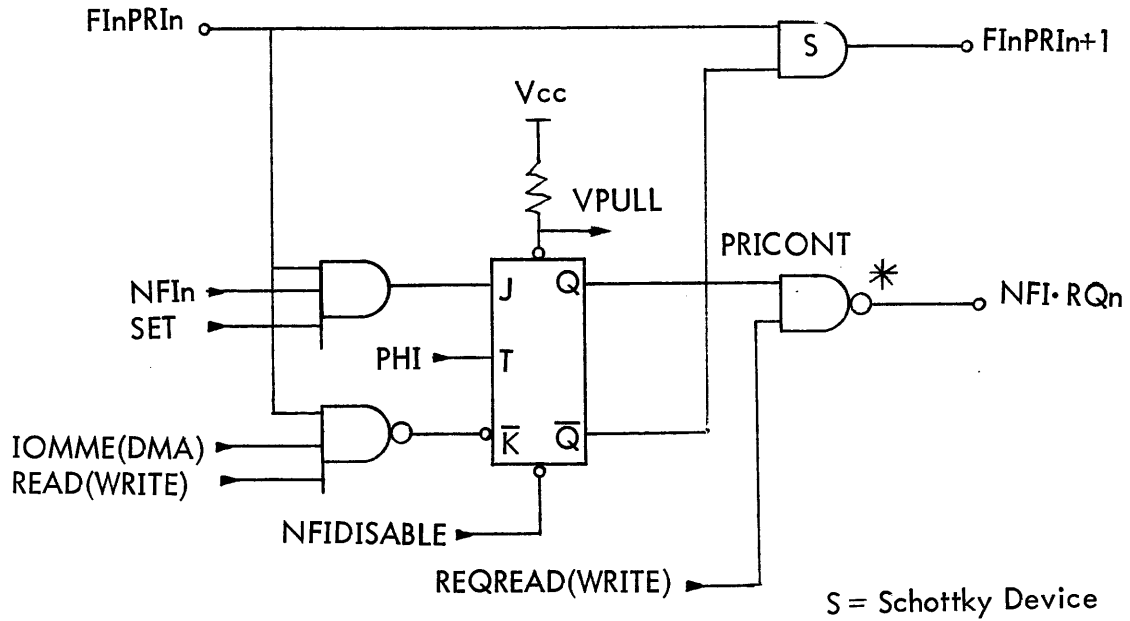 FInPRIn
S
FInPRIn+1
Vcc
VPULL
PRICONT
*
NFIn
SET
J
Q
NFI·RQn
PHI
T
IOMME(DMA)
READ(WRITE)
K̅
Q̅
NFIDISABLE
REQREAD(WRITE)
S = Schottky Device